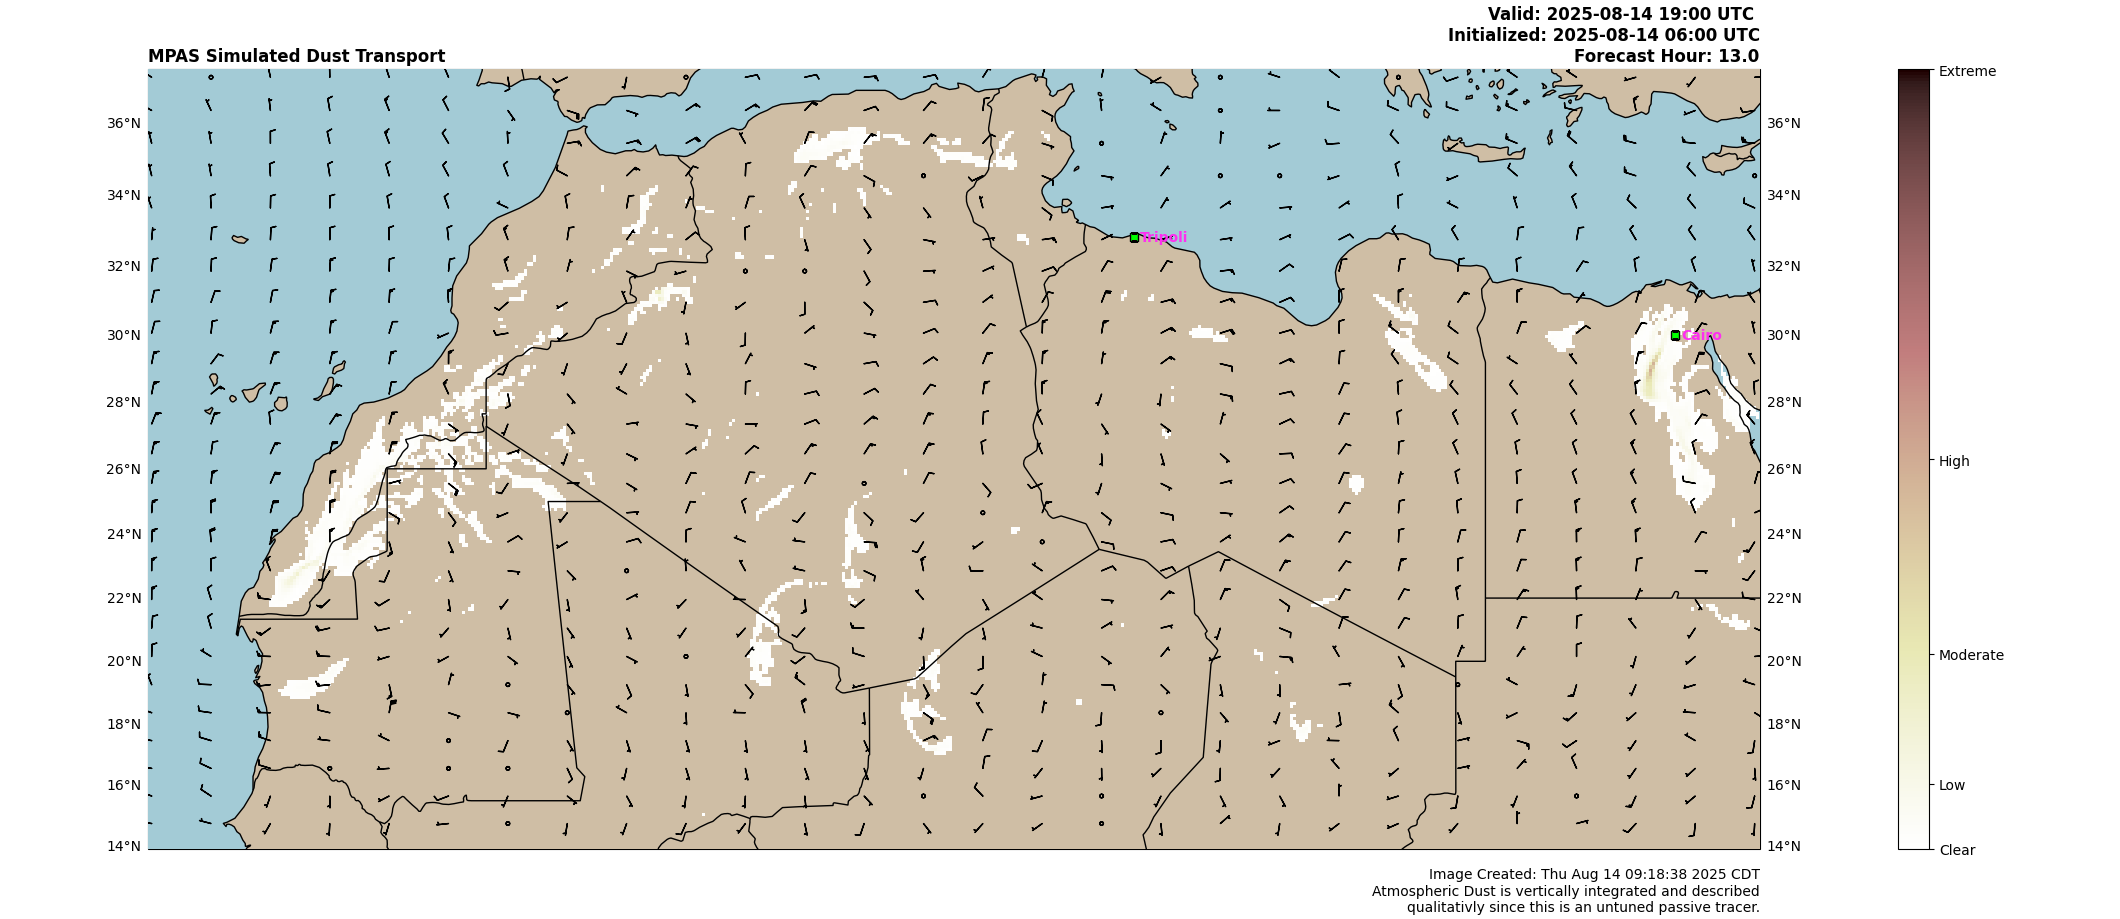 Valid: 2025-08-14 19:00 UTC
Initialized: 2025-08-14 06:00 UTC
MPAS Simulated Dust Transport
Forecast Hour: 13.0
Extreme
36°N
36°N
34°N
34°N
Tripoli
32°N
32°N
30°N
Cairo
30°N
28°N
28°N
26°N
26°N
High
24°N
24°N
22°N
22°N
20°N
20°N
Moderate
18°N
18°N
16°N
16°N
Low
14°N
14°N
Clear
Image Created: Thu Aug 14 09:18:38 2025 CDT
Atmospheric Dust is vertically integrated and described
qualitativly since this is an untuned passive tracer.